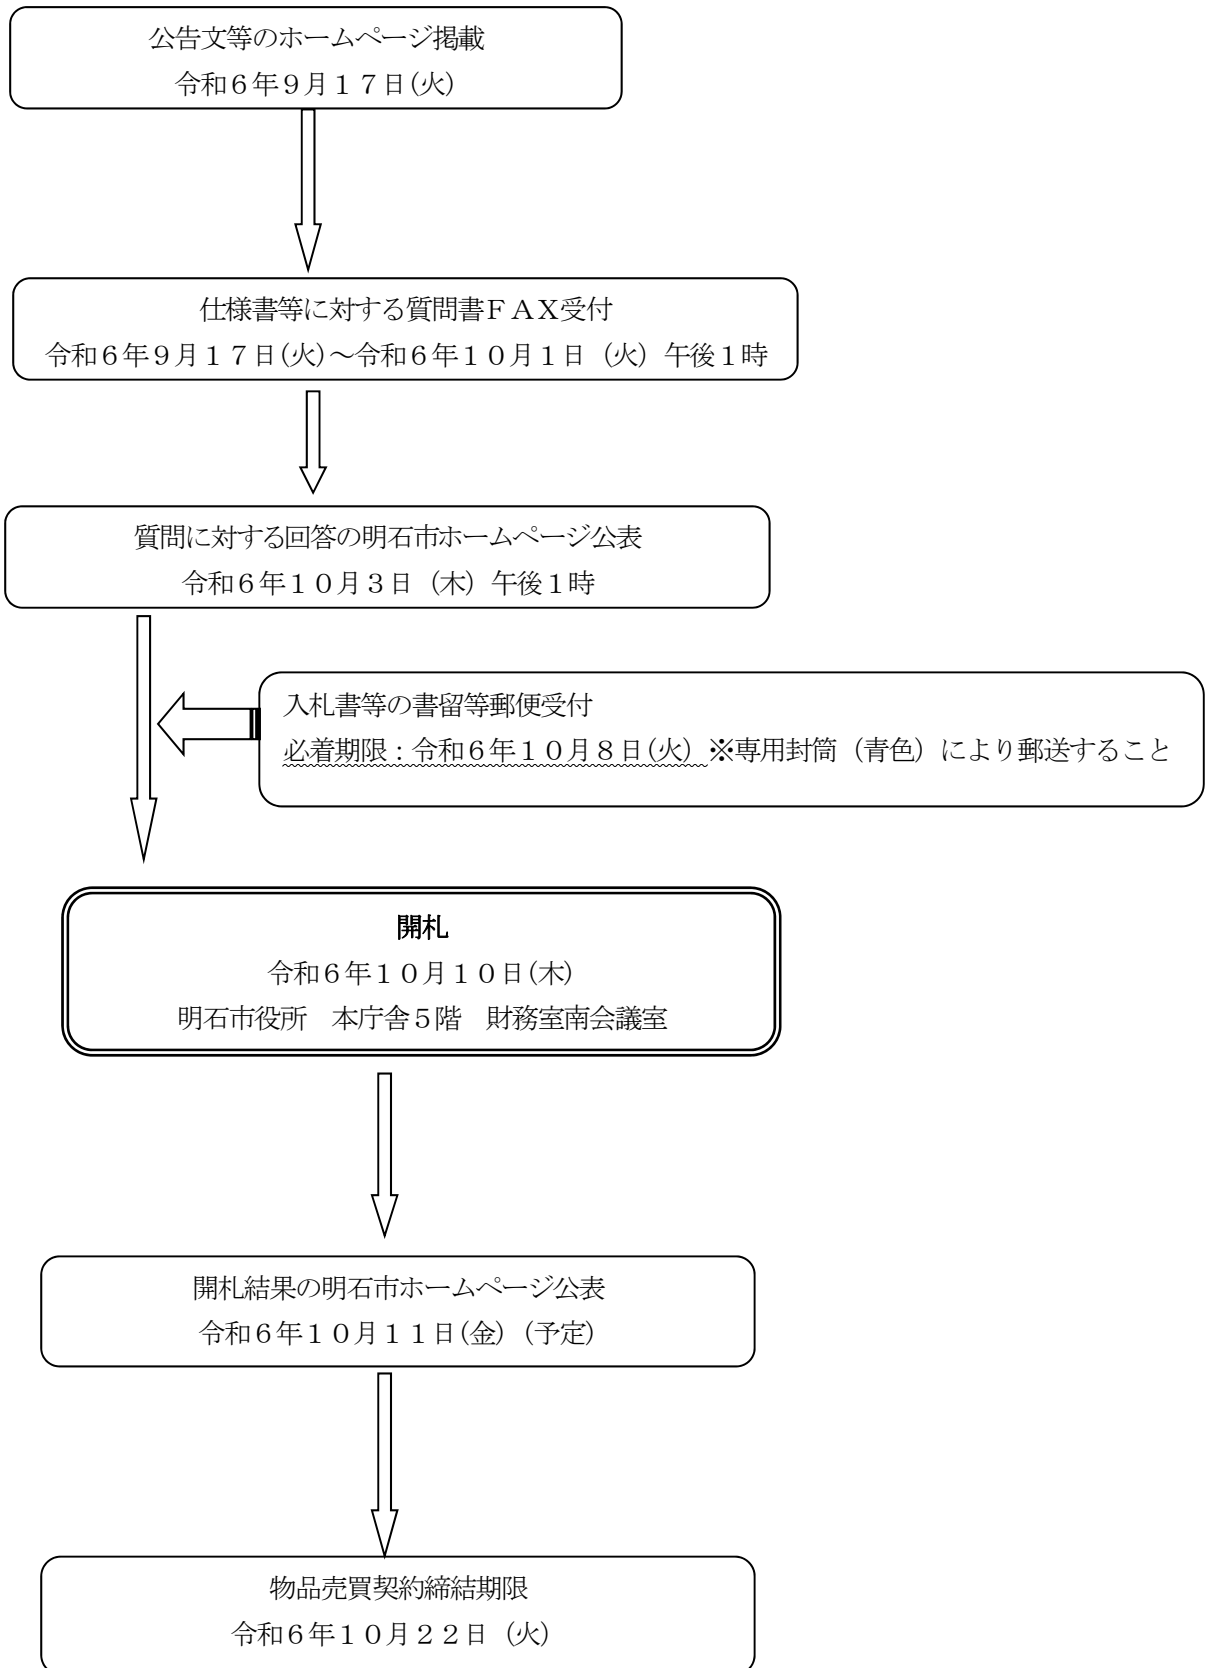 公告文等のホームページ掲載
令和６年９月１７日(火)
仕様書等に対する質問書ＦＡＸ受付
令和６年９月１７日(火)～令和６年１０月１日（火）午後１時
質問に対する回答の明石市ホームページ公表
令和６年１０月３日（木）午後１時
入札書等の書留等郵便受付
必着期限：令和６年１０月８日(火) ※専用封筒（青色）により郵送すること
開札
令和６年１０月１０日(木)
明石市役所　本庁舎５階　財務室南会議室
開札結果の明石市ホームページ公表
令和６年１０月１１日(金)（予定）
物品売買契約締結期限
令和６年１０月２２日（火）